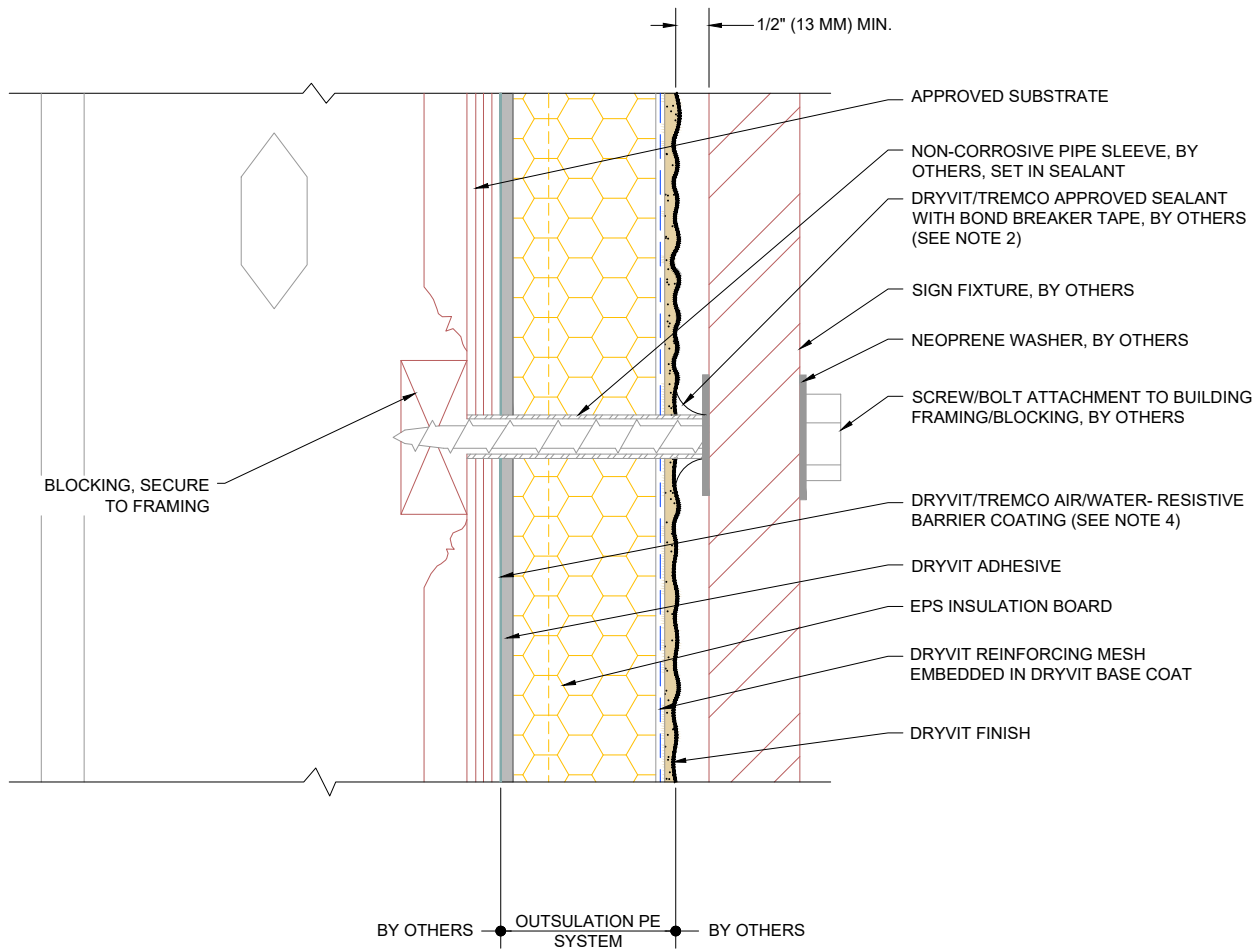 1/2" (13 MM) MIN.
APPROVED SUBSTRATE
NON-CORROSIVE PIPE SLEEVE, BY
OTHERS, SET IN SEALANT
DRYVIT/TREMCO APPROVED SEALANT
WITH BOND BREAKER TAPE, BY OTHERS
(SEE NOTE 2)
SIGN FIXTURE, BY OTHERS
NEOPRENE WASHER, BY OTHERS
SCREW/BOLT ATTACHMENT TO BUILDING
FRAMING/BLOCKING, BY OTHERS
BLOCKING, SECURE
TO FRAMING
DRYVIT/TREMCO AIR/WATER- RESISTIVE
BARRIER COATING (SEE NOTE 4)
DRYVIT ADHESIVE
EPS INSULATION BOARD
DRYVIT REINFORCING MESH
EMBEDDED IN DRYVIT BASE COAT
DRYVIT FINISH
BY OTHERS
OUTSULATION PE
SYSTEM
BY OTHERS